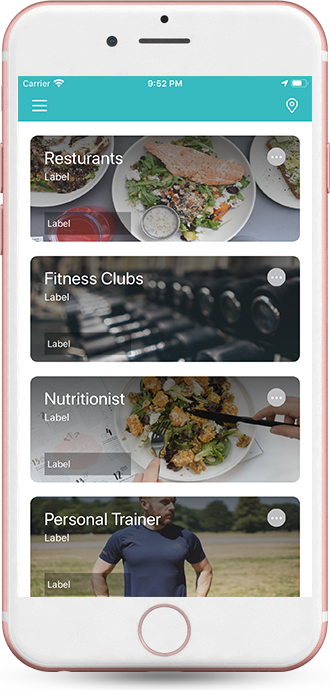 Carrier 9:52 PM
Resturants
Label
Label
Fitness Clubs
Label
Label
Nutritionist
Label
Label
Personal Trainer
Label
Label